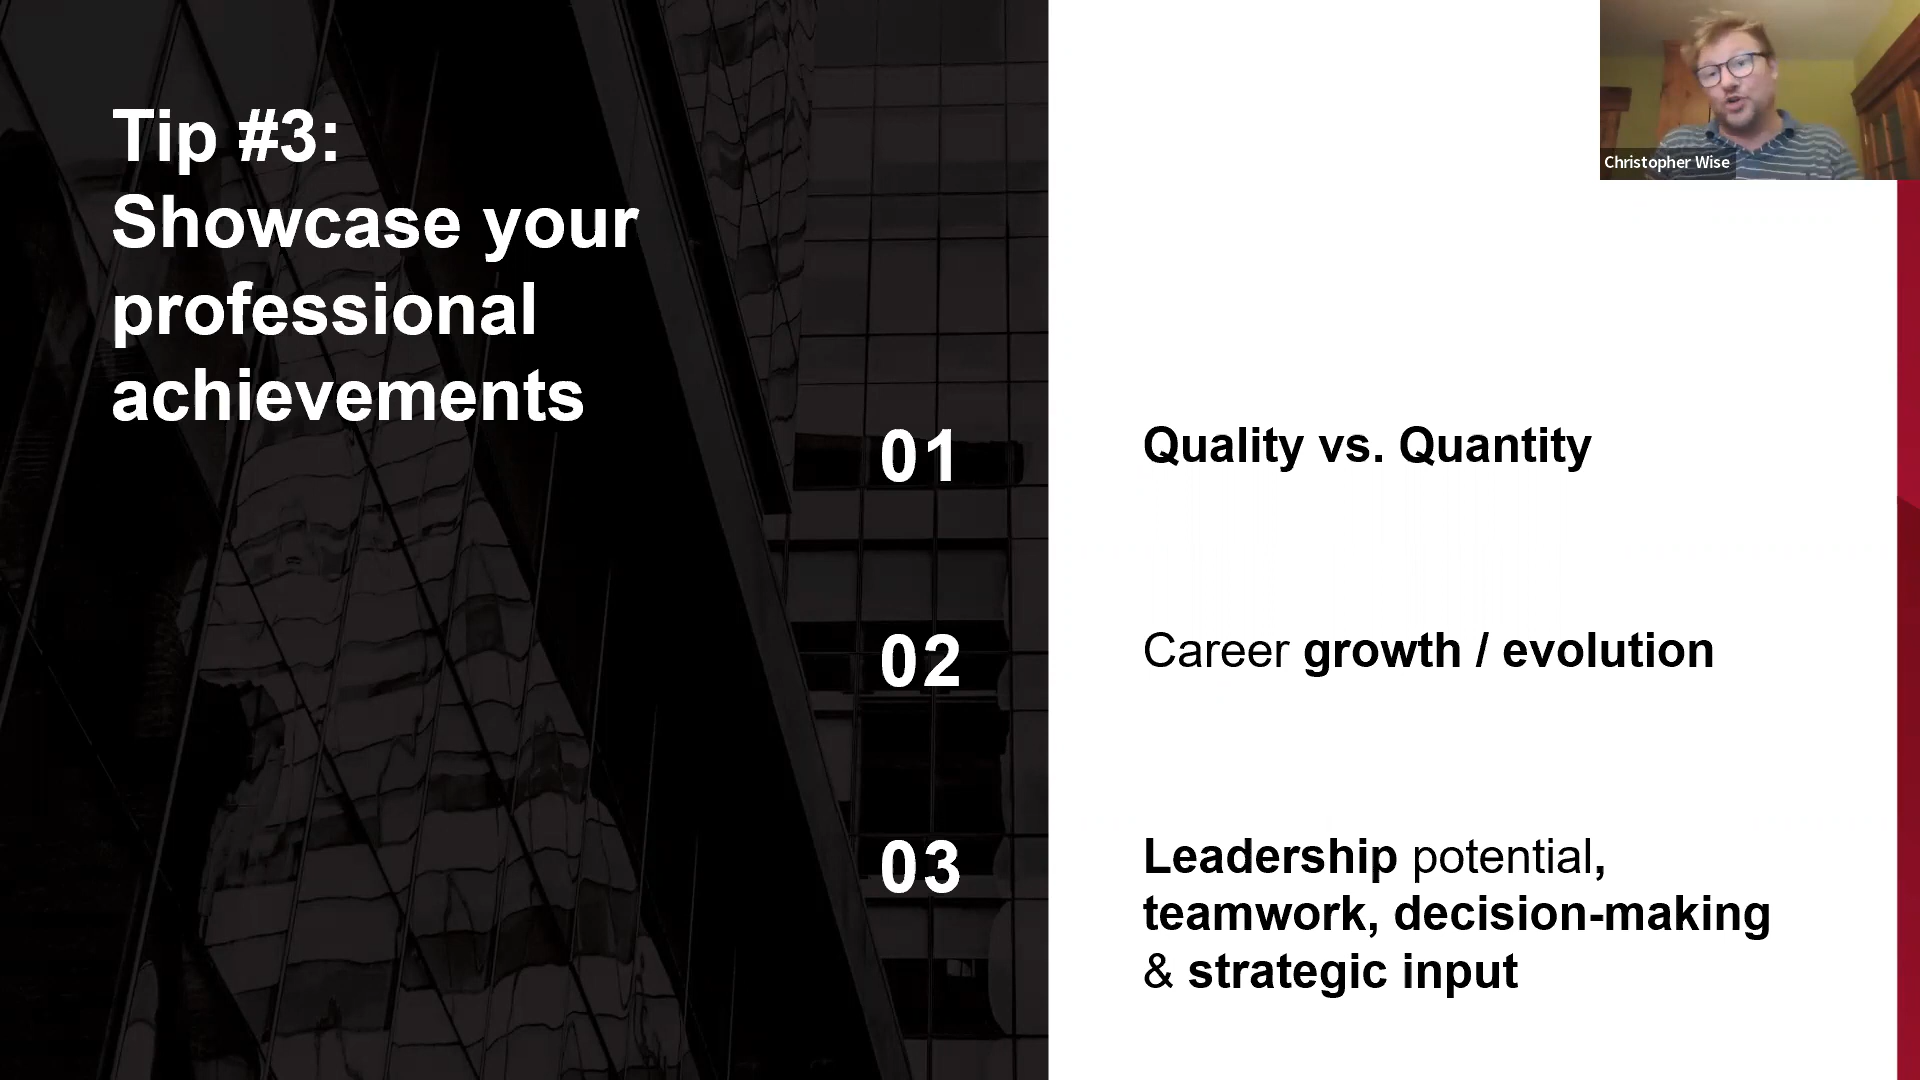 Tip #3:
Showcase your
professional
achievements
Christopher Wise
01
Quality vs. Quantity
02
Career growth / evolution
03
Leadership potential,
teamwork, decision-making
& strategic input